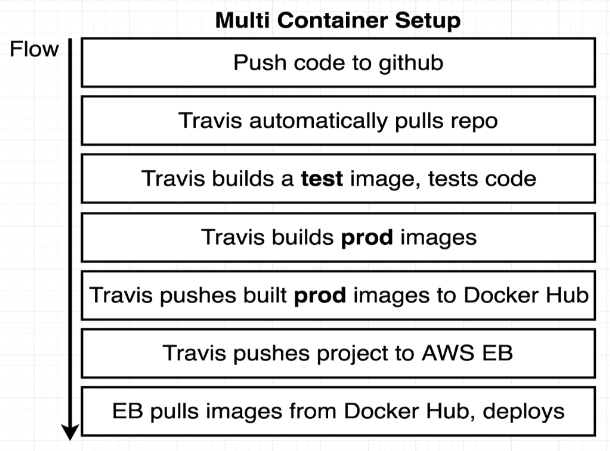 Multi Container Setup
Flow
Push code to github
Travis automatically pulls repo
Travis builds a test image, tests code
Travis builds prod images
Travis pushes built prod images to Docker Hub
Travis pushes project to AWS EB
EB pulls images from Docker Hub, deploys